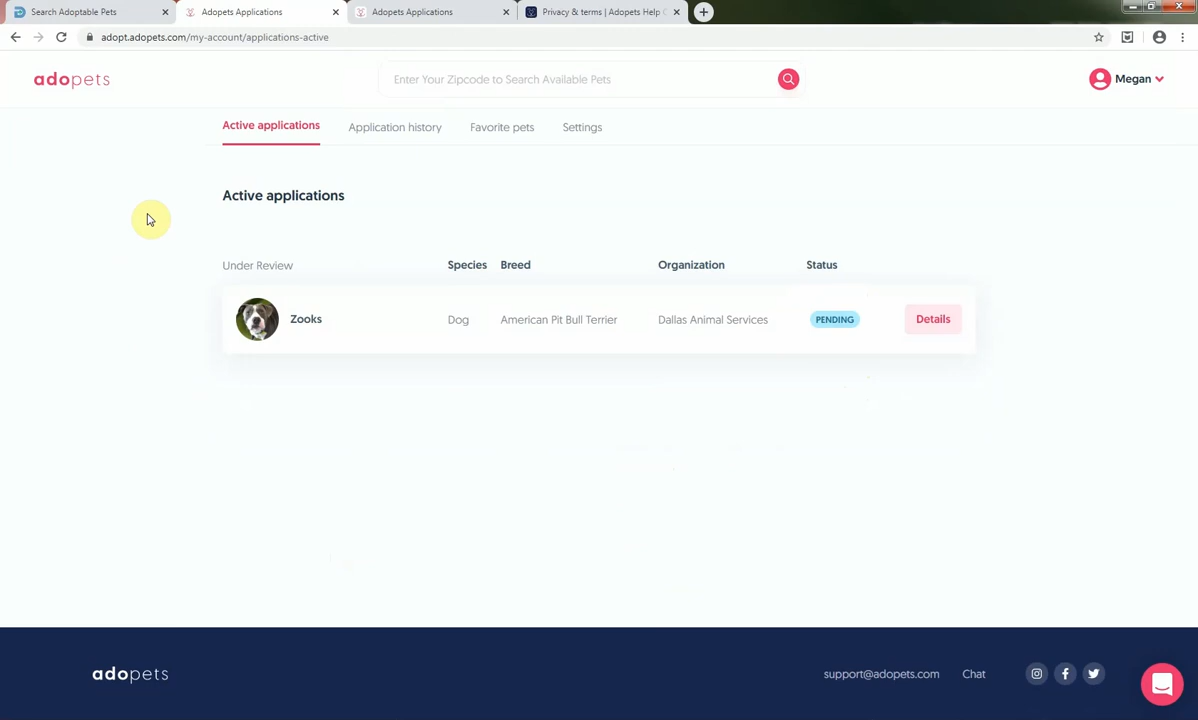 Search Adoptable Pets
Adopets Applications
Adopets Applications
Privacy & terms | Adopets Help
adopt.adopets.com/my-account/applications-active
adopets
Enter Your Zipcode to Search Available Pets
Megan
Active applications
Application history
Favorite pets
Settings
Active applications
Under Review
Species
Breed
Organization
Status
Zooks
Dog
American Pit Bull Terrier
Dallas Animal Services
PENDING
Details
adopets
support@adopets.com
Chat